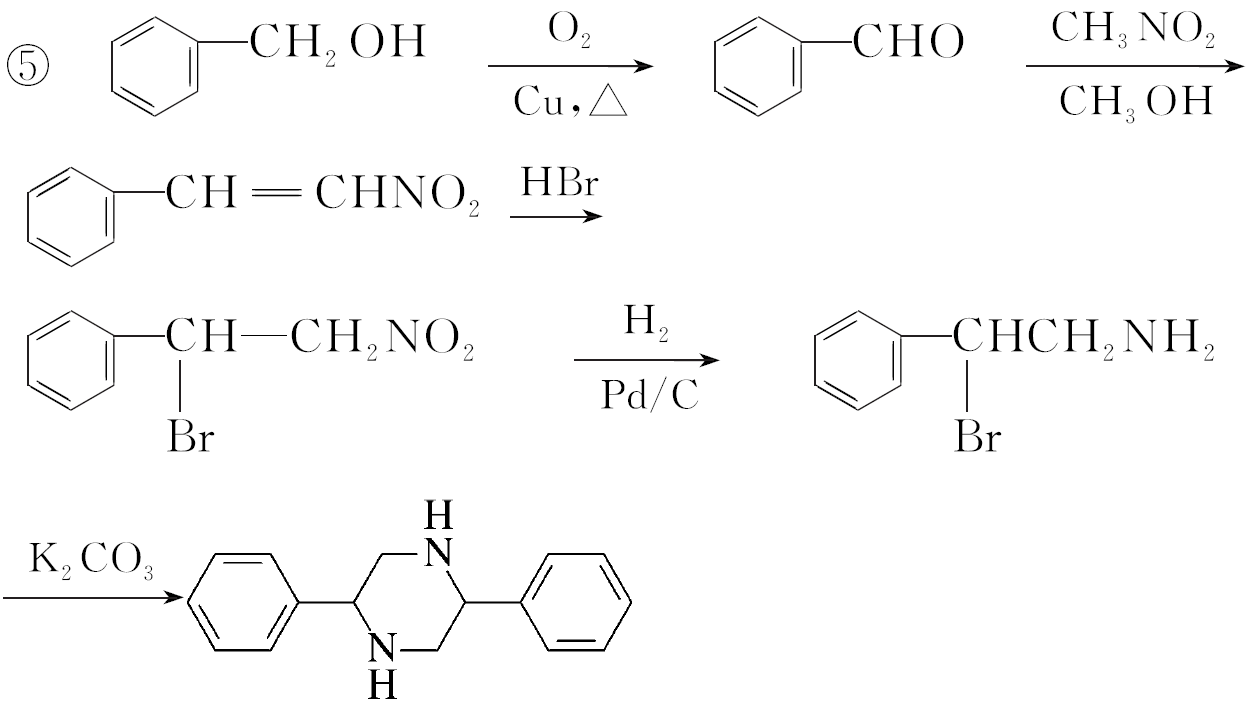 ⑤ CH₂OH O₂ Cu,△ CHO CH₃NO₂ CH₃OH
CH═CHNO₂ HBr
CH—CH₂NO₂ H₂ Pd/C CHCH₂NH₂
Br Br
K₂CO₃ H N
N H